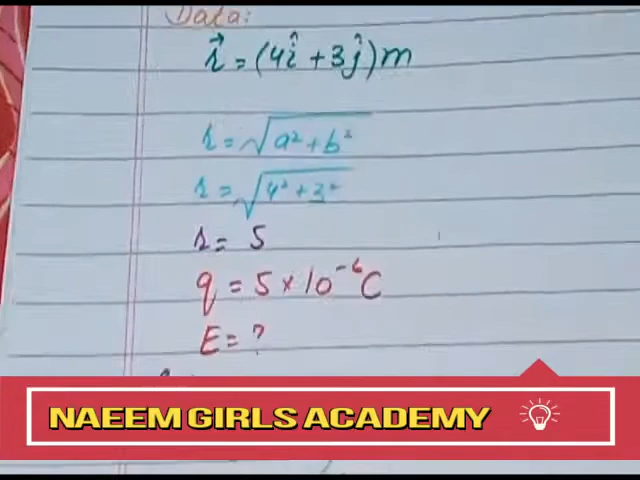 Data:
r⃗ = (4î + 3ĵ)m
r = √a² + b²
r = √4² + 3²
r = 5
q = 5 × 10⁻⁶ C
E = ?
NAEEM GIRLS ACADEMY